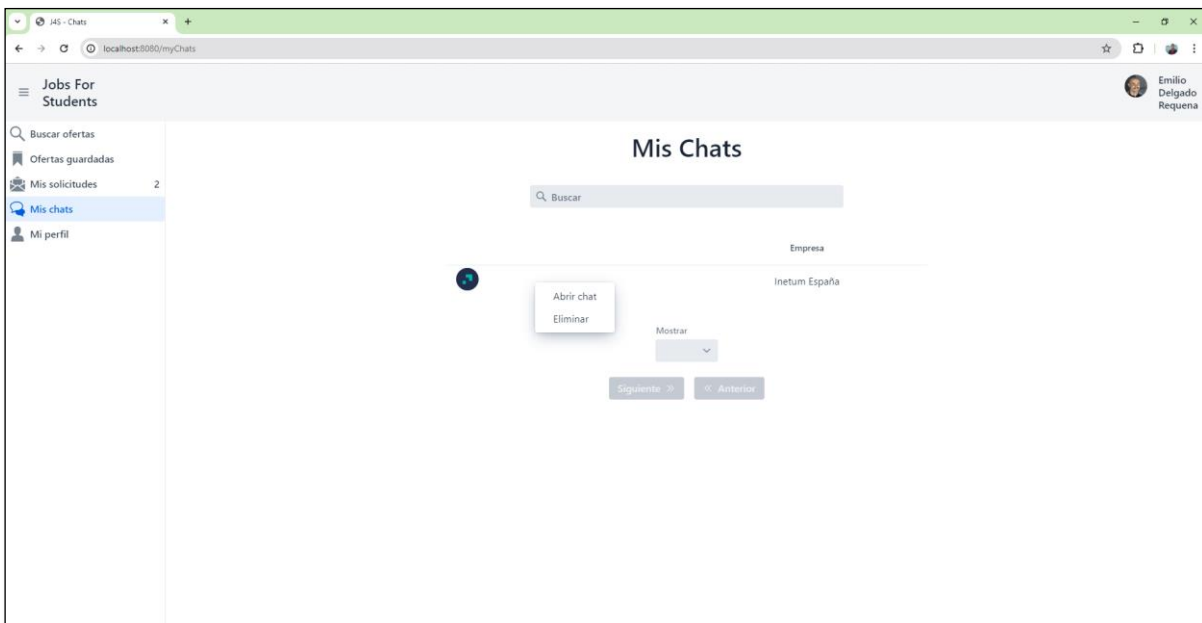 J4S - Chats
localhost:8080/myChats
Jobs For
Students
Emilio
Delgado
Requena
Buscar ofertas
Ofertas guardadas
Mis solicitudes 2
Mis chats
Mi perfil
Mis Chats
Buscar
Empresa
Inetum España
Abrir chat
Eliminar
Mostrar
Siguiente
Anterior